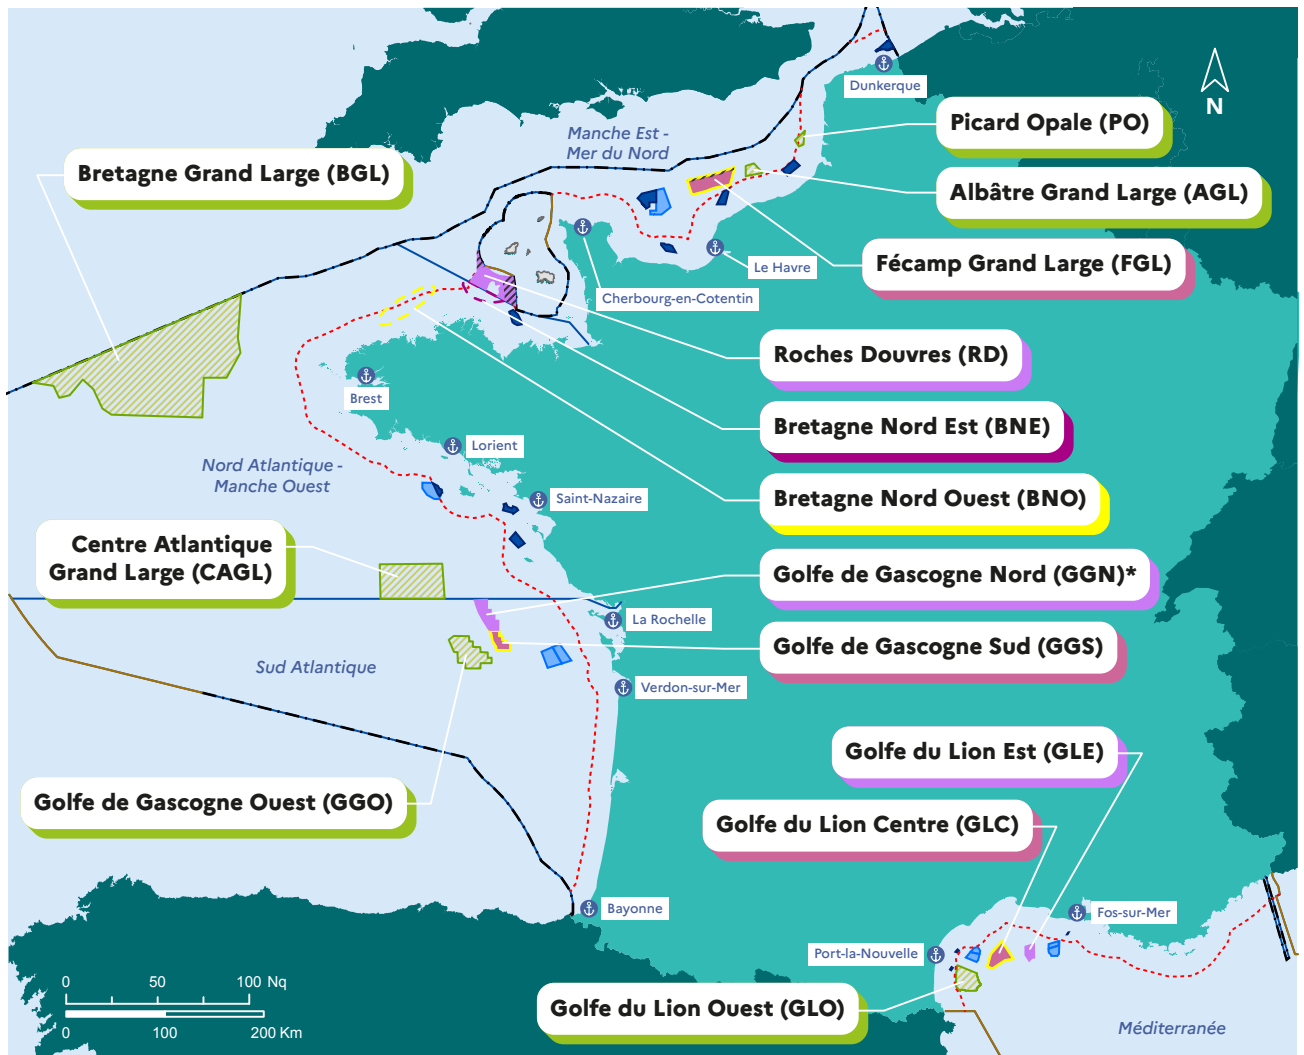 Dunkerque
N
Picard Opale (PO)
Manche Est -
Mer du Nord
Bretagne Grand Large (BGL)
Albâtre Grand Large (AGL)
Fécamp Grand Large (FGL)
Le Havre
Cherbourg-en-Cotentin
Roches Douvres (RD)
Brest
Bretagne Nord Est (BNE)
Lorient
Nord Atlantique -
Manche Ouest
Saint-Nazaire
Bretagne Nord Ouest (BNO)
Centre Atlantique
Grand Large (CAGL)
Golfe de Gascogne Nord (GGN)*
La Rochelle
Golfe de Gascogne Sud (GGS)
Sud Atlantique
Verdon-sur-Mer
Golfe du Lion Est (GLE)
Golfe de Gascogne Ouest (GGO)
Golfe du Lion Centre (GLC)
Bayonne
Fos-sur-Mer
Port-la-Nouvelle
0 50 100 Nq
0 100 200 Km
Golfe du Lion Ouest (GLO)
Méditerranée